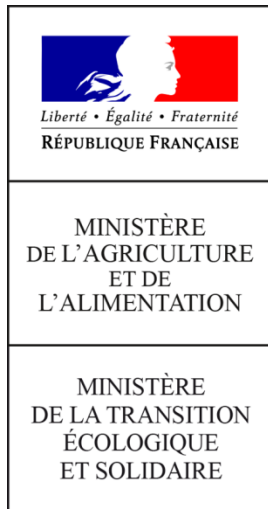 Liberté • Égalité • Fraternité
RÉPUBLIQUE FRANÇAISE
MINISTÈRE
DE L'AGRICULTURE
ET DE
L'ALIMENTATION
MINISTÈRE
DE LA TRANSITION
ÉCOLOGIQUE
ET SOLIDAIRE